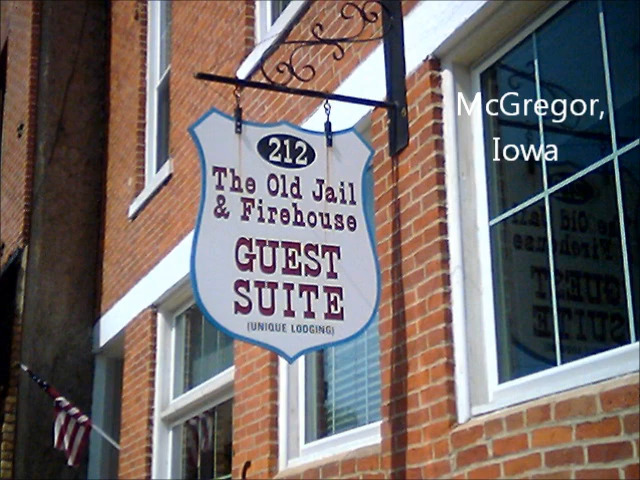 McGregor,
Iowa
212
The Old Jail
& Firehouse
GUEST
SUITE
(UNIQUE LODGING)